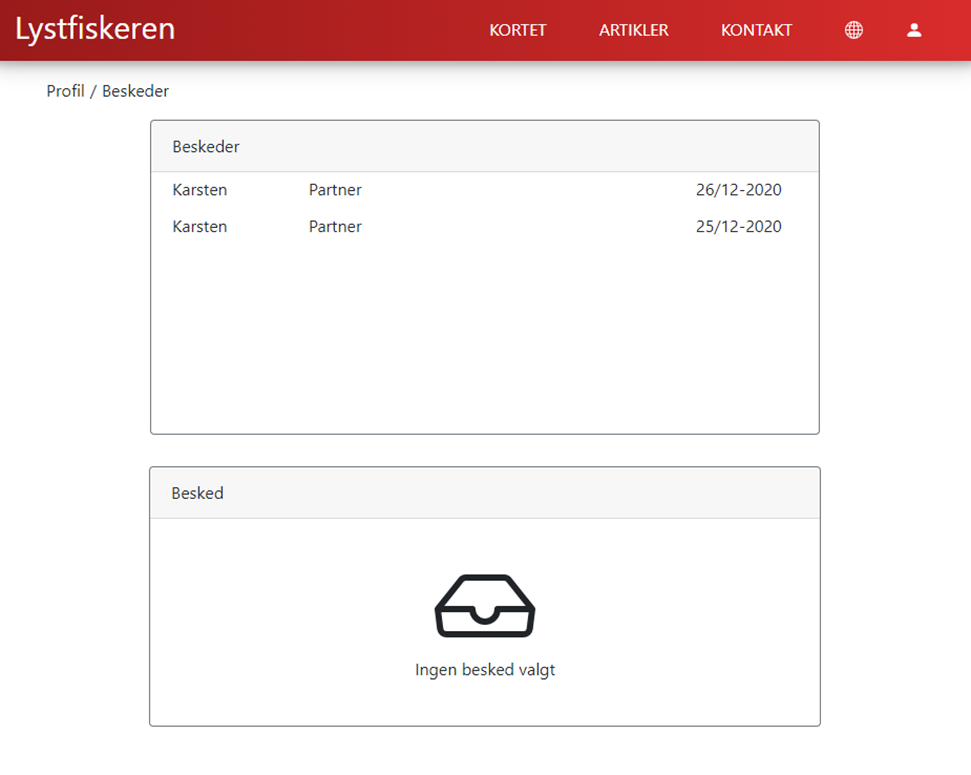 Lystfiskeren KORTET ARTIKLER KONTAKT
Profil / Beskeder
Beskeder
Karsten Partner 26/12-2020
Karsten Partner 25/12-2020
Besked
Ingen besked valgt